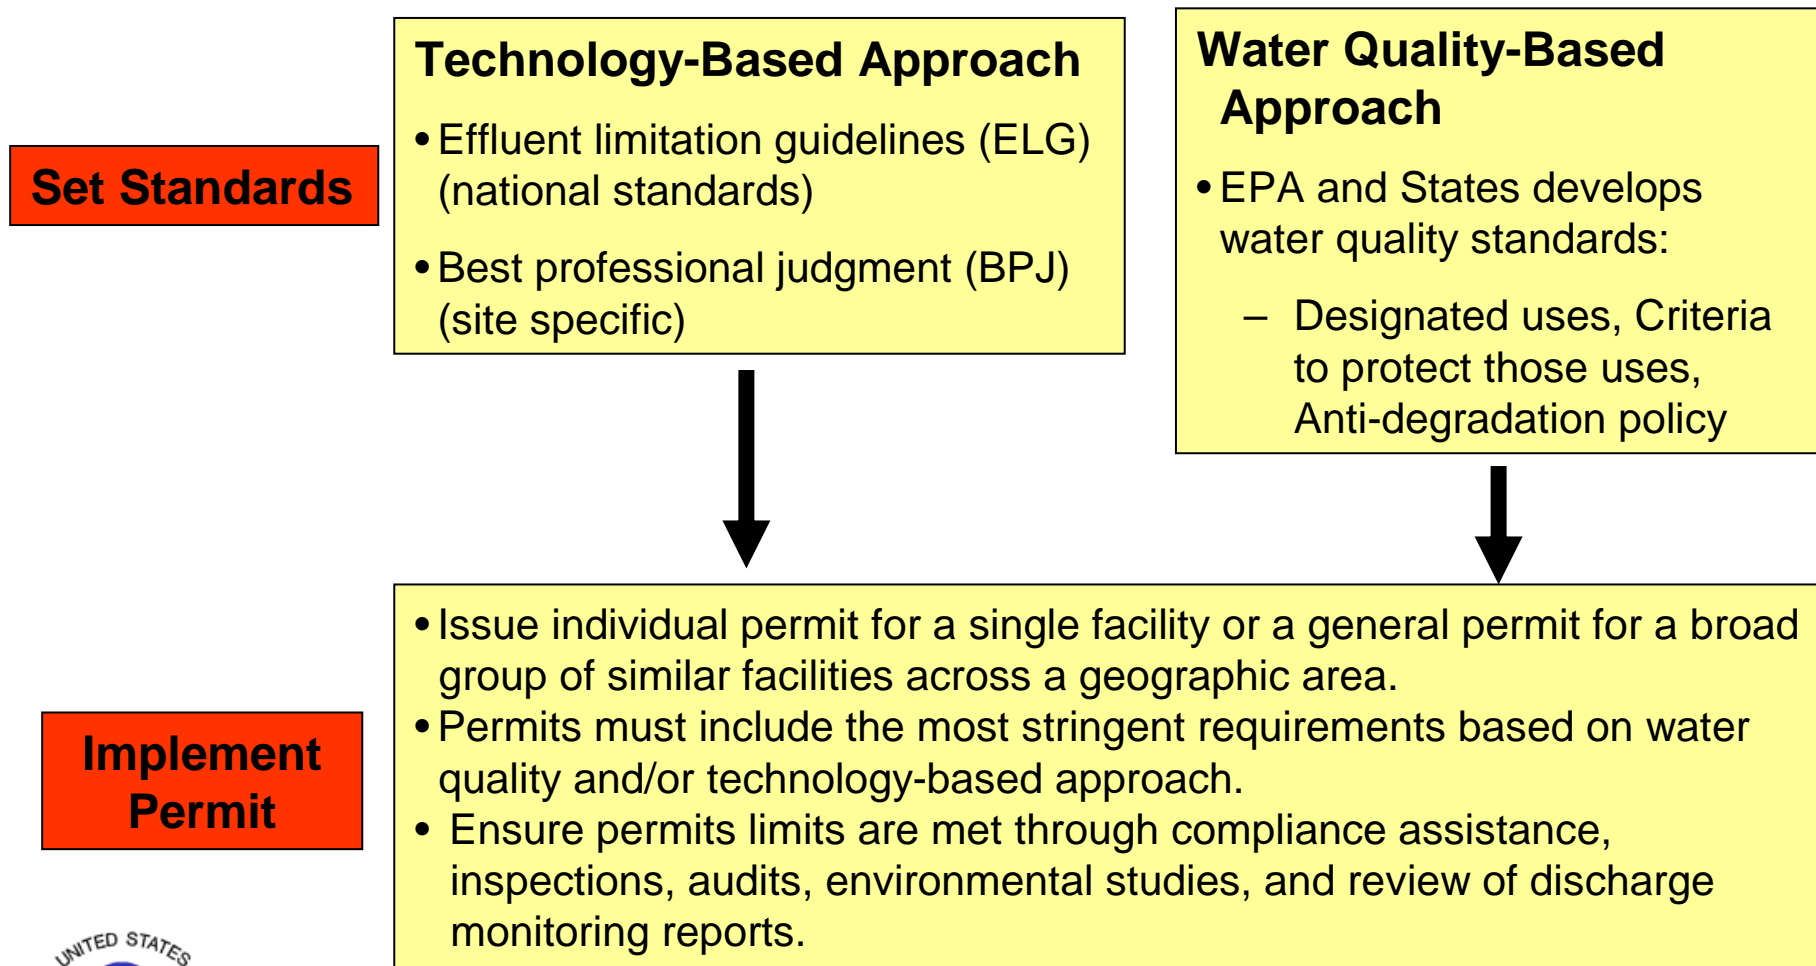 Set Standards
Technology-Based Approach
• Effluent limitation guidelines (ELG)
(national standards)
• Best professional judgment (BPJ)
(site specific)
Water Quality-Based
Approach
• EPA and States develops
water quality standards:
– Designated uses, Criteria
to protect those uses,
Anti-degradation policy
Implement
Permit
• Issue individual permit for a single facility or a general permit for a broad
group of similar facilities across a geographic area.
• Permits must include the most stringent requirements based on water
quality and/or technology-based approach.
• Ensure permits limits are met through compliance assistance,
inspections, audits, environmental studies, and review of discharge
monitoring reports.
UNITED STATES